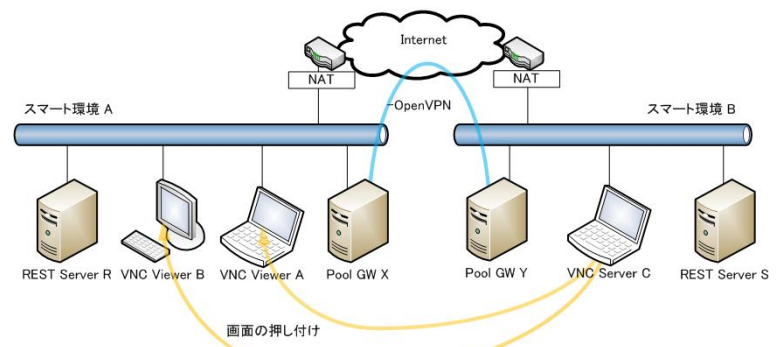 Internet
NAT
NAT
OpenVPN
スマート環境 A
スマート環境 B
REST Server R
VNC Viewer B
VNC Viewer A
Pool GW X
Pool GW Y
VNC Server C
REST Server S
画面の押し付け